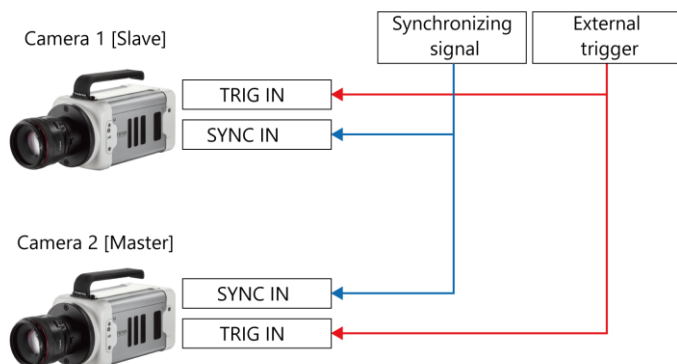 Camera 1 [Slave]
Synchronizing
signal
External
trigger
TRIG IN
SYNC IN
Camera 2 [Master]
SYNC IN
TRIG IN